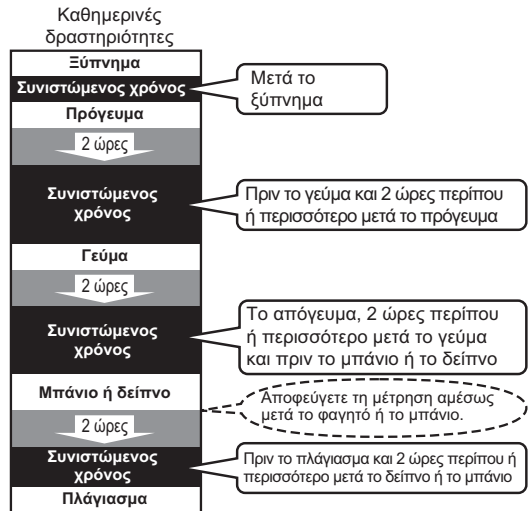 Καθημερινές
δραστηριότητες
Ξύπνημα
Συνιστώμενος χρόνος
Μετά το
ξύπνημα
Πρόγευμα
2 ώρες
Συνιστώμενος
χρόνος
Πριν το γεύμα και 2 ώρες περίπου
ή περισσότερο μετά το πρόγευμα
Γεύμα
2 ώρες
Συνιστώμενος
χρόνος
Το απόγευμα, 2 ώρες περίπου
ή περισσότερο μετά το γεύμα
και πριν το μπάνιο ή το δείπνο
Μπάνιο ή δείπνο
Αποφεύγετε τη μέτρηση αμέσως
μετά το φαγητό ή το μπάνιο.
2 ώρες
Συνιστώμενος
χρόνος
Πριν το πλάγιασμα και 2 ώρες περίπου ή
περισσότερο μετά το δείπνο ή το μπάνιο
Πλάγιασμα